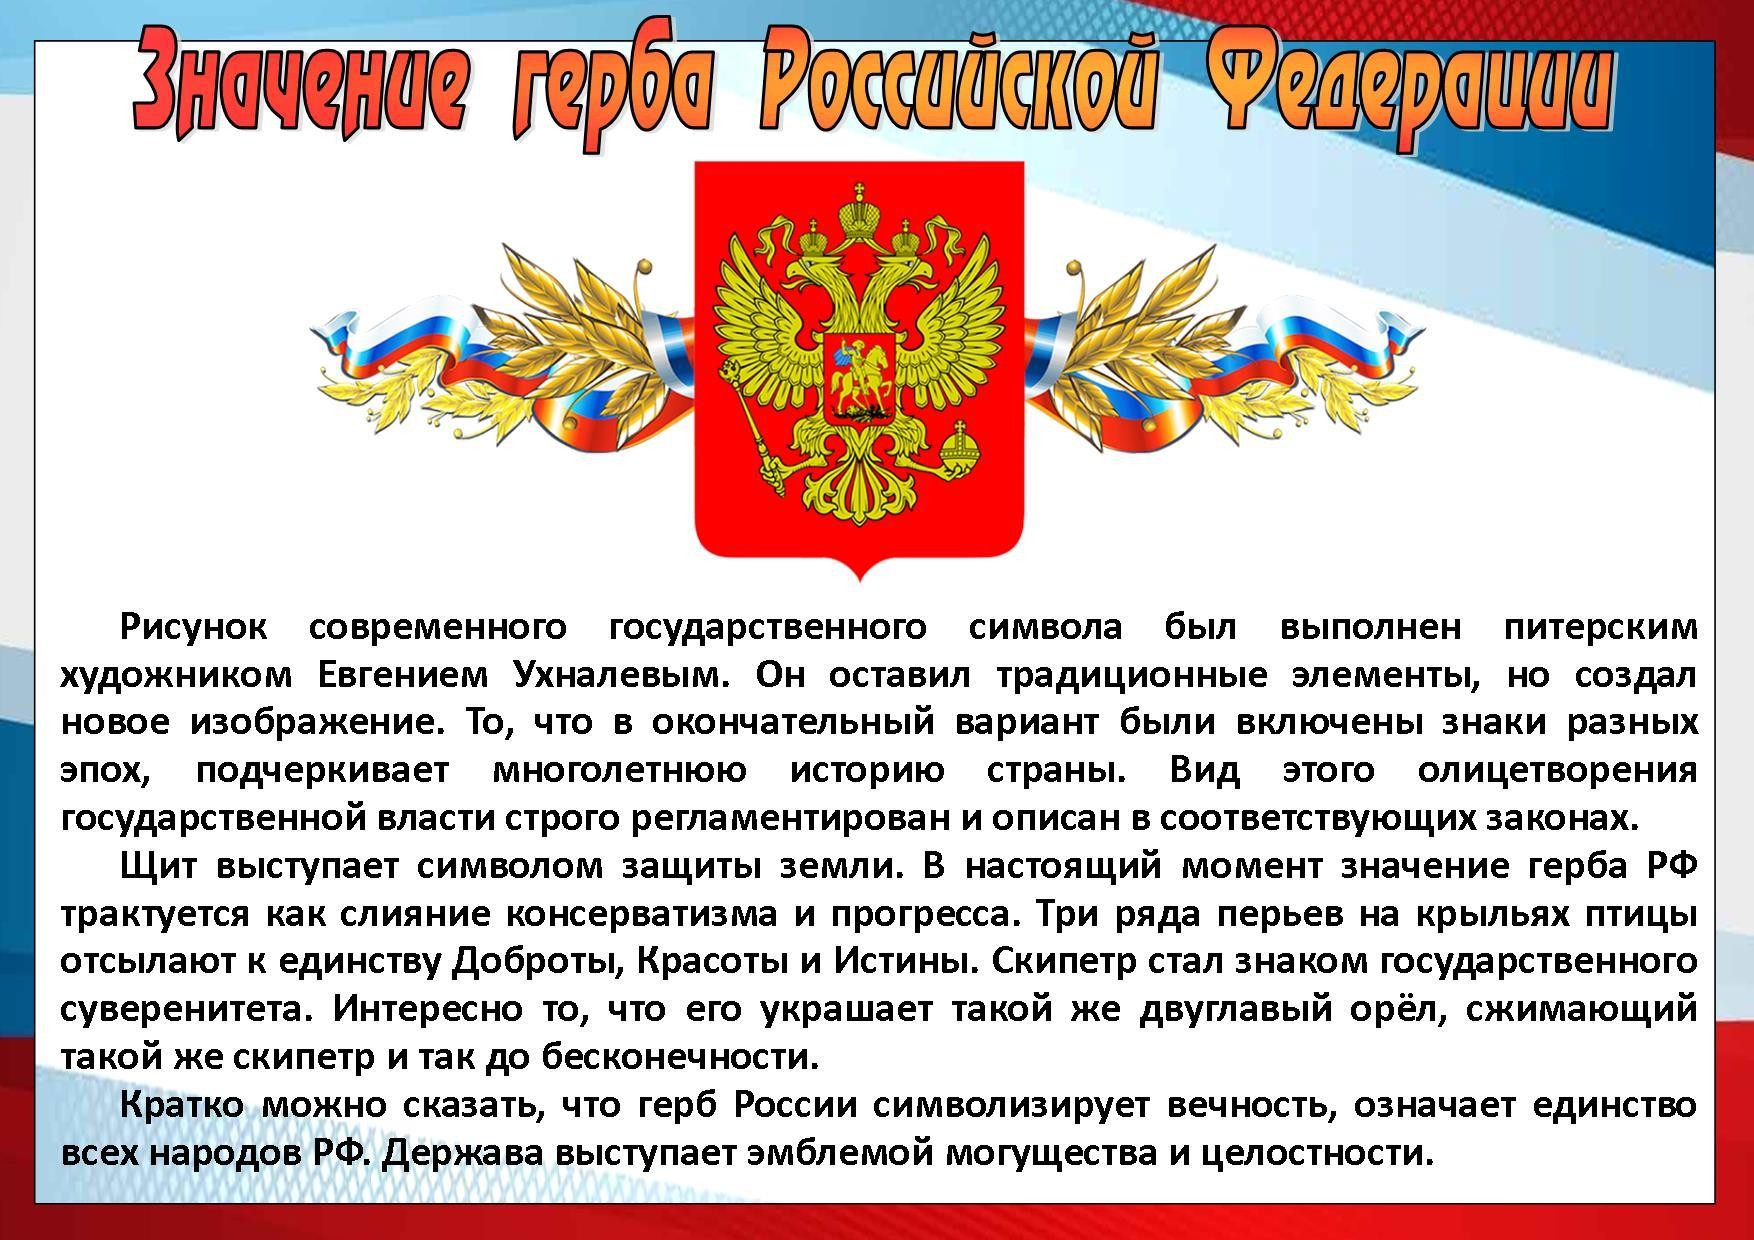 Значение герба Российской Федерации
Рисунок современного государственного символа был выполнен питерским
художником Евгением Ухналевым. Он оставил традиционные элементы, но создал
новое изображение. То, что в окончательный вариант были включены знаки разных
эпох, подчеркивает многолетнюю историю страны. Вид этого олицетворения
государственной власти строго регламентирован и описан в соответствующих законах.
Щит выступает символом защиты земли. В настоящий момент значение герба РФ
трактуется как слияние консерватизма и прогресса. Три ряда перьев на крыльях птицы
отсылают к единству Доброты, Красоты и Истины. Скипетр стал знаком государственного
суверенитета. Интересно то, что его украшает такой же двуглавый орёл, сжимающий
такой же скипетр и так до бесконечности.
Кратко можно сказать, что герб России символизирует вечность, означает единство
всех народов РФ. Держава выступает эмблемой могущества и целостности.